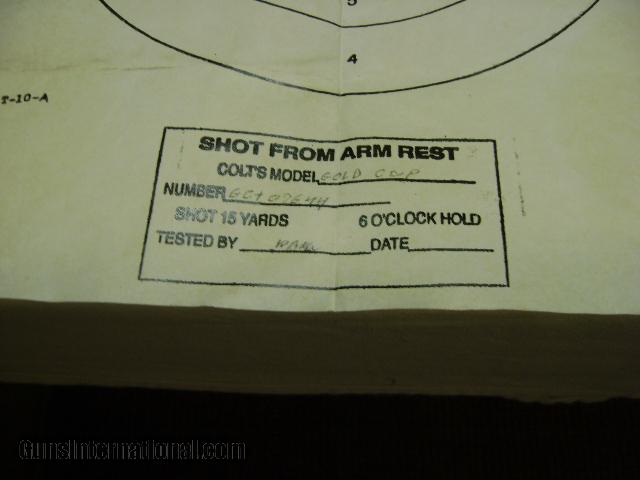 5
4
T-10-A
SHOT FROM ARM REST
COLT'S MODEL GOLD CUP
NUMBER
SHOT 15 YARDS 6 O'CLOCK HOLD
TESTED BY DATE
GunsInternational.com